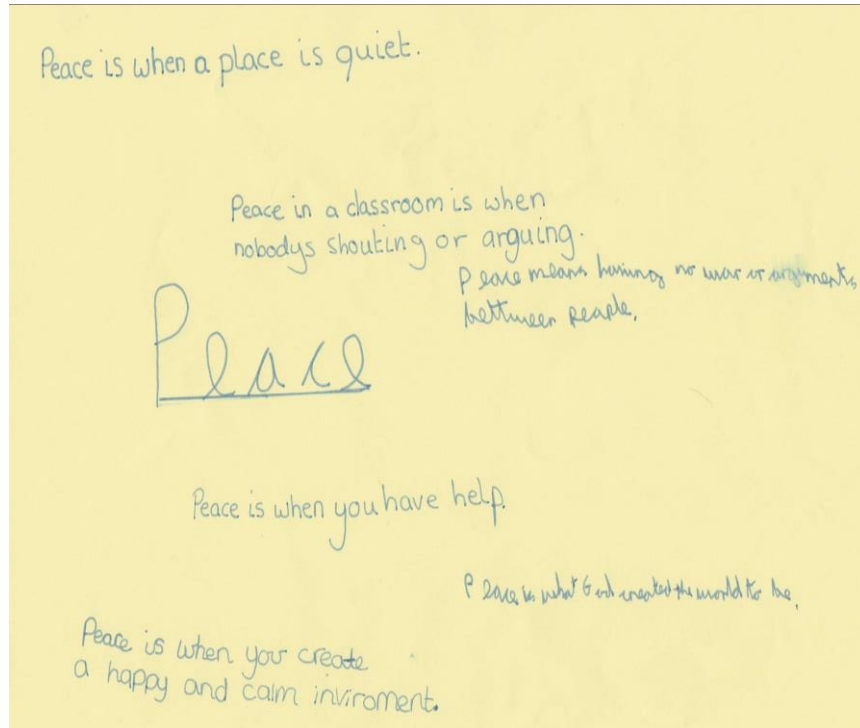 Peace is when a place is quiet.
Peace in a classroom is when
nobodys shouting or arguing.
Peace means having no war or arguments
bettween people.
Peace
Peace is when you have help.
Peace is what God created the world to be.
Peace is when you create
a happy and calm inviroment.